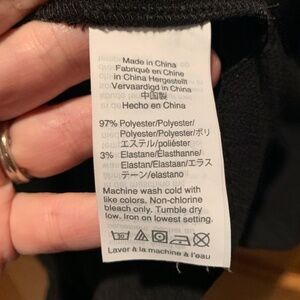 Made in China
Fabriqué en Chine
in China Hergestellt
Vervaardigd in China
中国製
Hecho en China
97% Polyester/Polyester/
Polyester/Polyester/ポリ
エステル/poliéster
3% Elastane/Élasthanne/
Elastan/Elastaan/エラス
テーン/elastano
Machine wash cold with
like colors. Non-chlorine
bleach only. Tumble dry
low. Iron on lowest setting.
Laver à la machine à l'eau